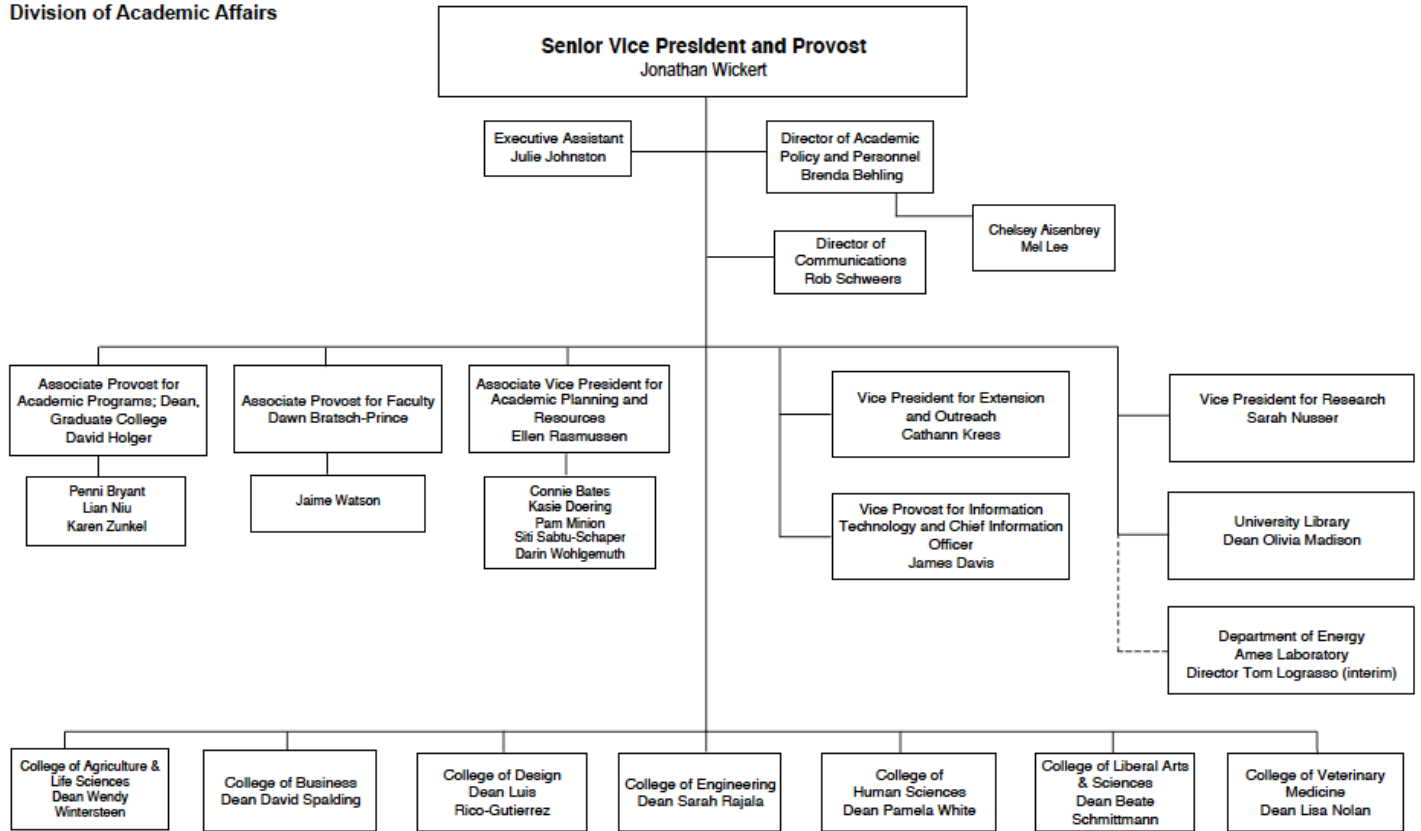 Division of Academic Affairs
Senior Vice President and Provost
Jonathan Wickert
Executive Assistant
Julie Johnston
Director of Academic
Policy and Personnel
Brenda Behling
Chelsey Aisenbrey
Mel Lee
Director of
Communications
Rob Schweers
Associate Provost for
Academic Programs; Dean,
Graduate College
David Holger
Associate Provost for Faculty
Dawn Bratsch-Prince
Associate Vice President for
Academic Planning and
Resources
Ellen Rasmussen
Vice President for Extension
and Outreach
Cathann Kress
Vice President for Research
Sarah Nusser
Penni Bryant
Lian Niu
Karen Zunkel
Jaime Watson
Connie Bates
Kasie Doering
Pam Minion
Siti Sabtu-Schaper
Darin Wohlgemuth
Vice Provost for Information
Technology and Chief Information
Officer
James Davis
University Library
Dean Olivia Madison
Department of Energy
Ames Laboratory
Director Tom Lograsso (interim)
College of Agriculture &
Life Sciences
Dean Wendy
Wintersteen
College of Business
Dean David Spalding
College of Design
Dean Luis
Rico-Gutierrez
College of Engineering
Dean Sarah Rajala
College of
Human Sciences
Dean Pamela White
College of Liberal Arts
& Sciences
Dean Beate
Schmittmann
College of Veterinary
Medicine
Dean Lisa Nolan